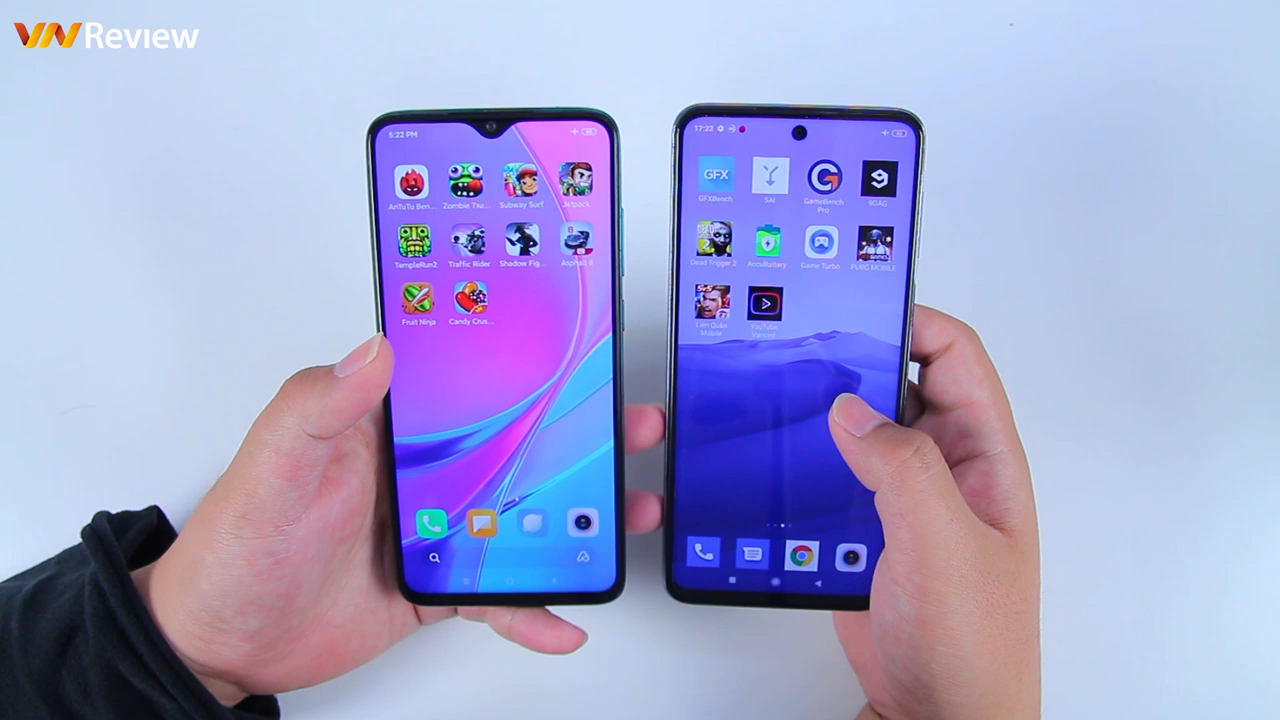 VN Review
5:22 PM
AnTuTu Ben...
Zombie Tsu...
Subway Surf
Jetpack
TempleRun2
Traffic Rider
Shadow Fig...
Asphalt 8
Fruit Ninja
Candy Crus...
17:22
GFX
GFXBench
SAI
GameBench
Pro
9GAG
Dead Trigger 2
AccuBattery
Game Turbo
PUBG MOBILE
Liên Quân
Mobile
YouTube
Vanced